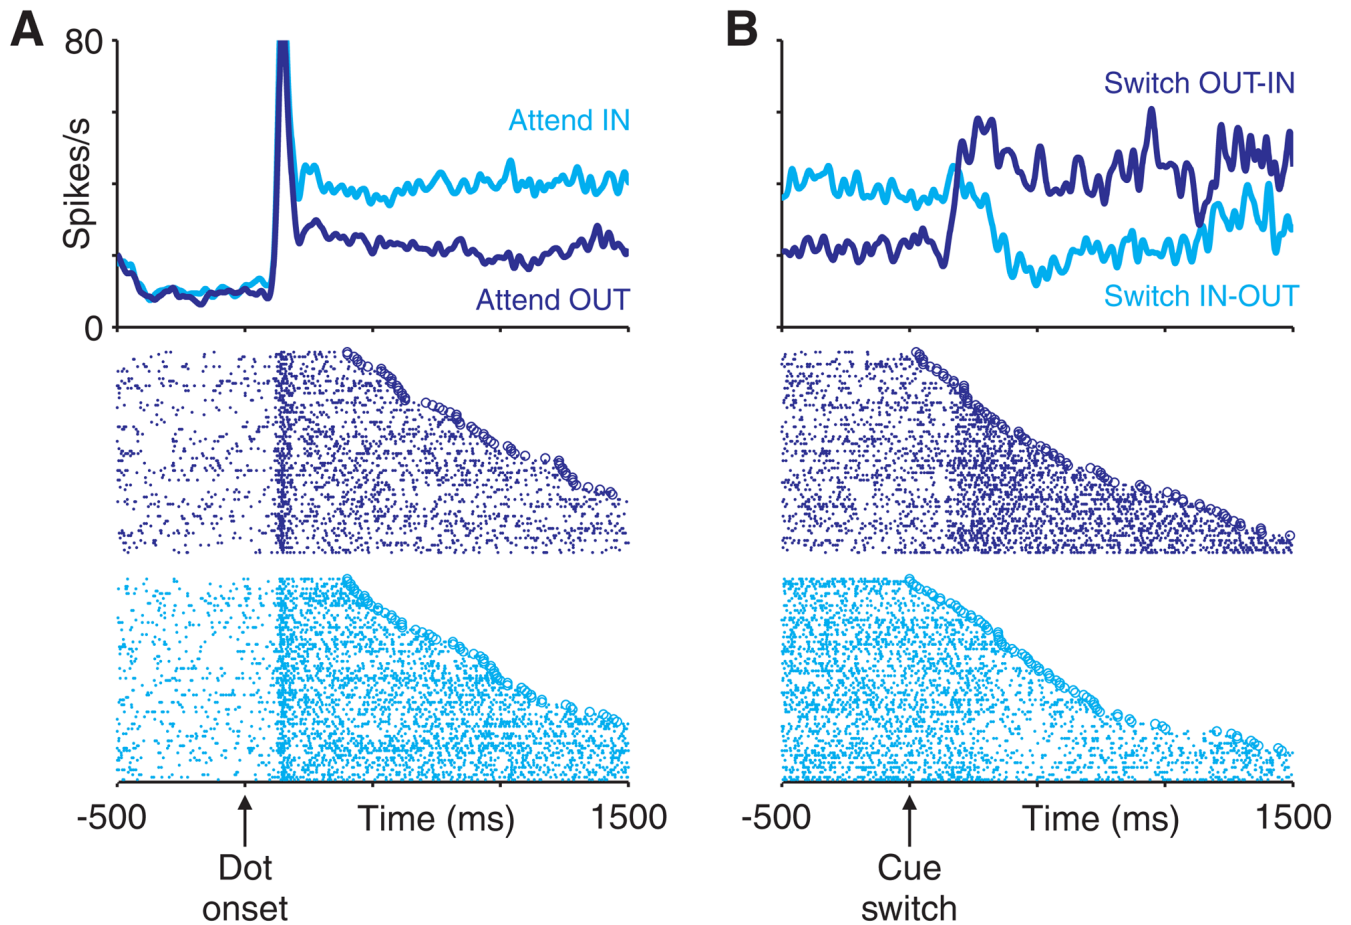 A
80
Attend IN
Spikes/s
Attend OUT
0
-500
Time (ms)
1500
Dot
onset
B
Switch OUT-IN
Switch IN-OUT
-500
Time (ms)
1500
Cue
switch